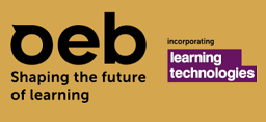 oeb
Shaping the future
of learning
incorporating
learning
technologies